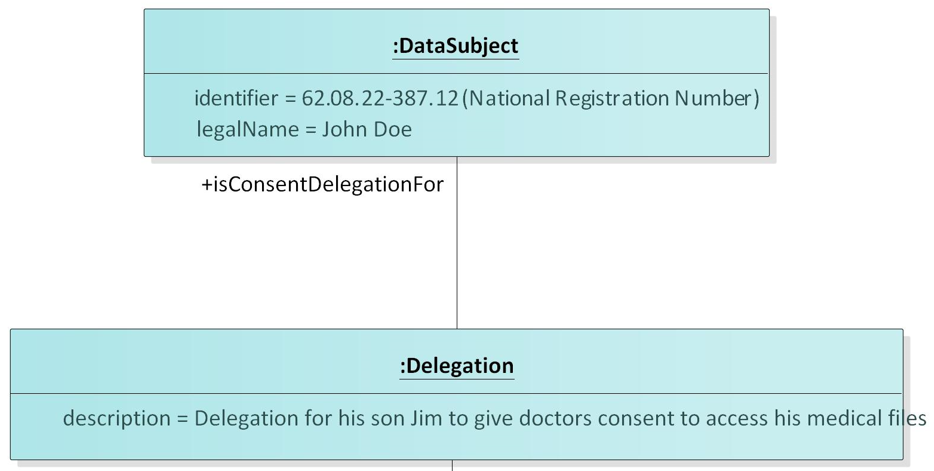 :DataSubject
identifier = 62.08.22-387.12 (National Registration Number)
legalName = John Doe
+isConsentDelegationFor
:Delegation
description = Delegation for his son Jim to give doctors consent to access his medical files